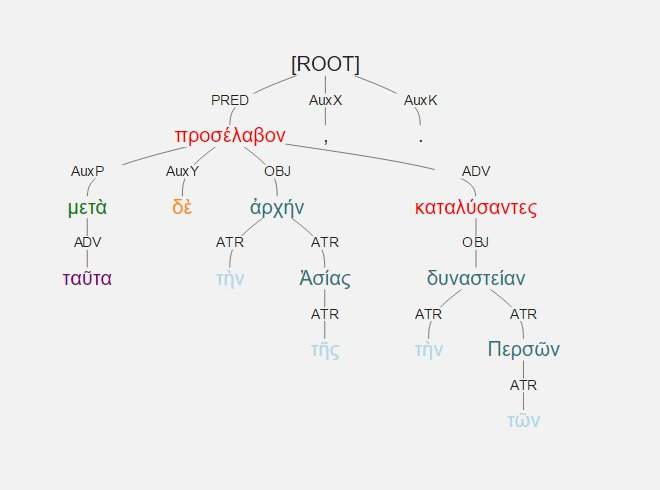 [ROOT]
PRED AuxX AuxK
προσέλαβον , .
AuxP AuxY OBJ ADV
μετὰ δὲ ἀρχήν καταλύσαντες
ADV ATR ATR OBJ
ταῦτα τὴν Ἀσίας δυναστείαν
ATR ATR ATR
τῆς τὴν Περσῶν
ATR
τῶν